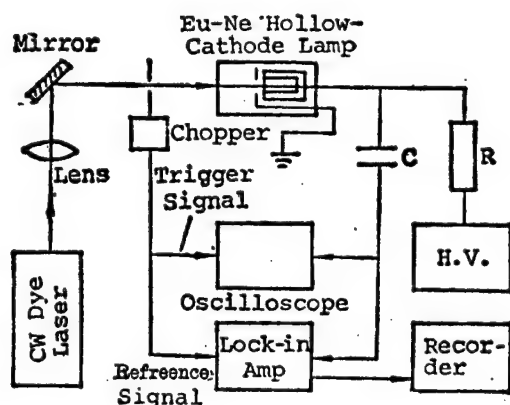 Eu-Ne Hollow-
Cathode Lamp
Mirror
Chopper
Lens
C
R
Trigger
Signal
H.V.
CW Dye
Laser
Oscilloscope
Lock-in
Amp
Recor-
der
Refreence
Signal